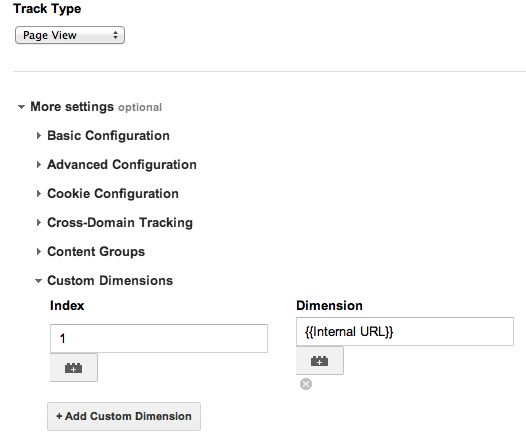 Track Type
Page View
More settings optional
Basic Configuration
Advanced Configuration
Cookie Configuration
Cross-Domain Tracking
Content Groups
Custom Dimensions
Index Dimension
1 {{Internal URL}}
+ Add Custom Dimension